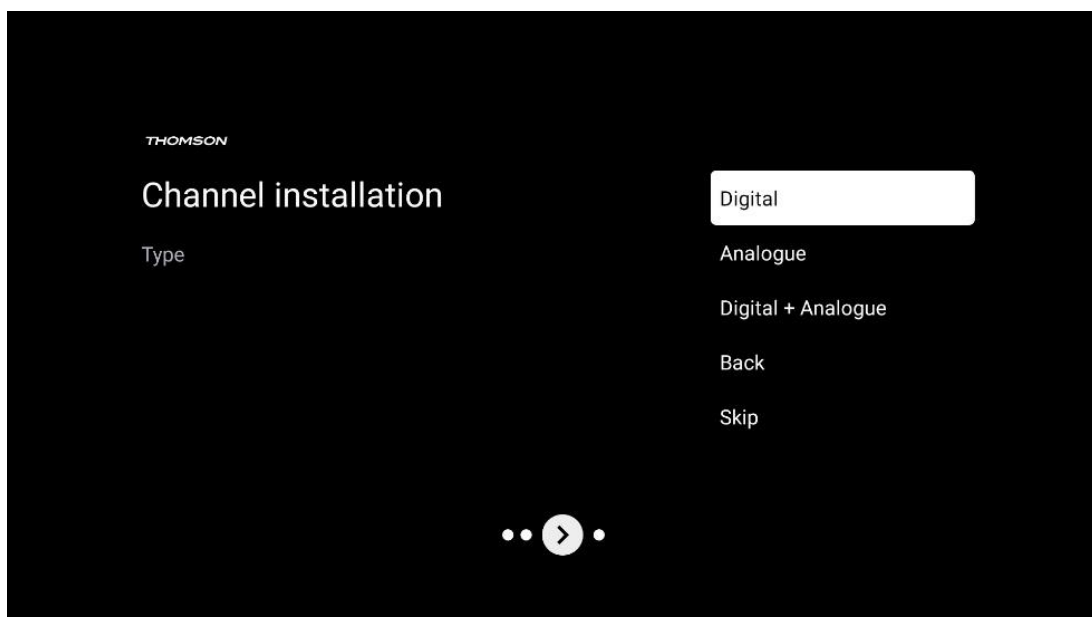 THOMSON
Channel installation
Type
Digital
Analogue
Digital + Analogue
Back
Skip